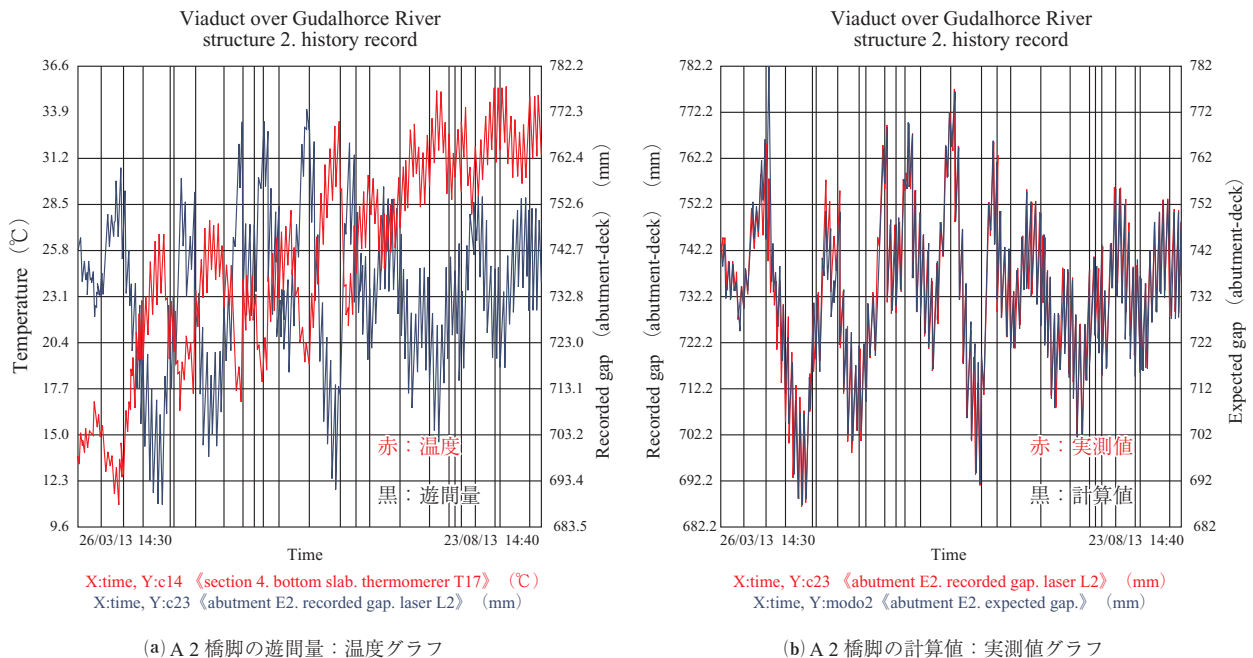 Viaduct over Gudalhorce River
structure 2. history record
36.6
33.9
31.2
28.5
25.8
23.1
20.4
17.7
15.0
12.3
9.6
Temperature（℃）
782.2
772.3
762.4
752.6
742.7
732.8
723.0
713.1
703.2
693.4
683.5
Recorded gap （abutment-deck） （mm）
赤：温度
黒：遊間量
26/03/13 14:30
23/08/13 14:40
Time
X:time, Y:c14 《section 4. bottom slab. thermomerer T17》（℃）
X:time, Y:c23《abutment E2. recorded gap. laser L2》（mm）
(a) A 2 橋脚の遊間量：温度グラフ
Viaduct over Gudalhorce River
structure 2. history record
782.2
772.2
762.2
752.2
742.2
732.2
722.2
712.2
702.2
692.2
682.2
Recorded gap （abutment-deck） （mm）
782
772
762
752
742
732
722
712
702
692
682
Expected gap （abutment-deck） （mm）
赤：実測値
黒：計算値
26/03/13 14:30
23/08/13 14:40
Time
X:time, Y:c23 《abutment E2. recorded gap. laser L2》（mm）
X:time, Y:modo2《abutment E2. expected gap.》（mm）
(b) A 2 橋脚の計算値：実測値グラフ